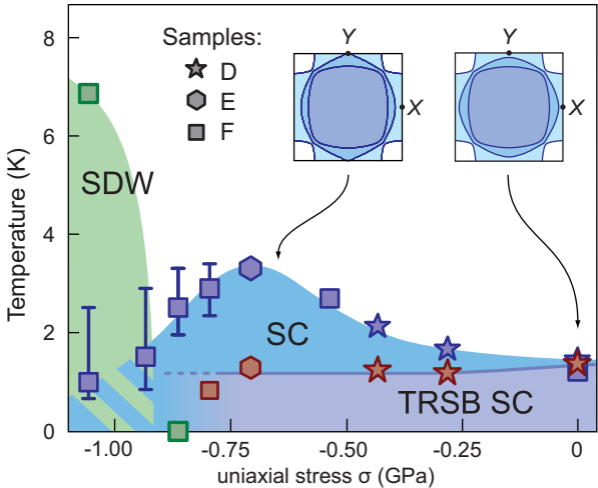 Samples:
D
E
F
Y
X
Y
X
SDW
SC
TRSB SC
Temperature (K)
8
6
4
2
0
-1.00
-0.75
-0.50
-0.25
0
uniaxial stress σ (GPa)